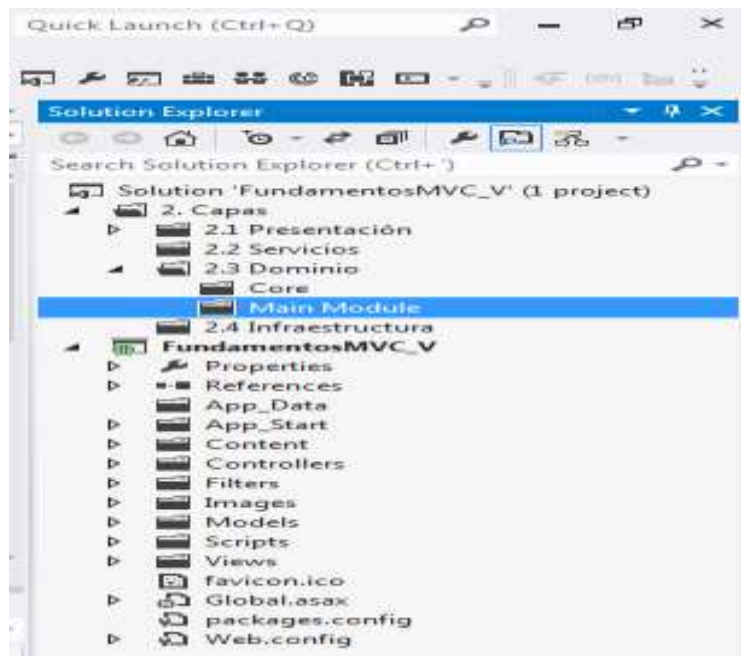 Quick Launch (Ctrl+Q)
Solution Explorer
Search Solution Explorer (Ctrl+')
Solution 'FundamentosMVC_V' (1 project)
2. Capas
2.1 Presentación
2.2 Servicios
2.3 Dominio
Core
Main Module
2.4 Infraestructura
FundamentosMVC_V
Properties
References
App_Data
App_Start
Content
Controllers
Filters
Images
Models
Scripts
Views
favicon.ico
Global.asax
packages.config
Web.config